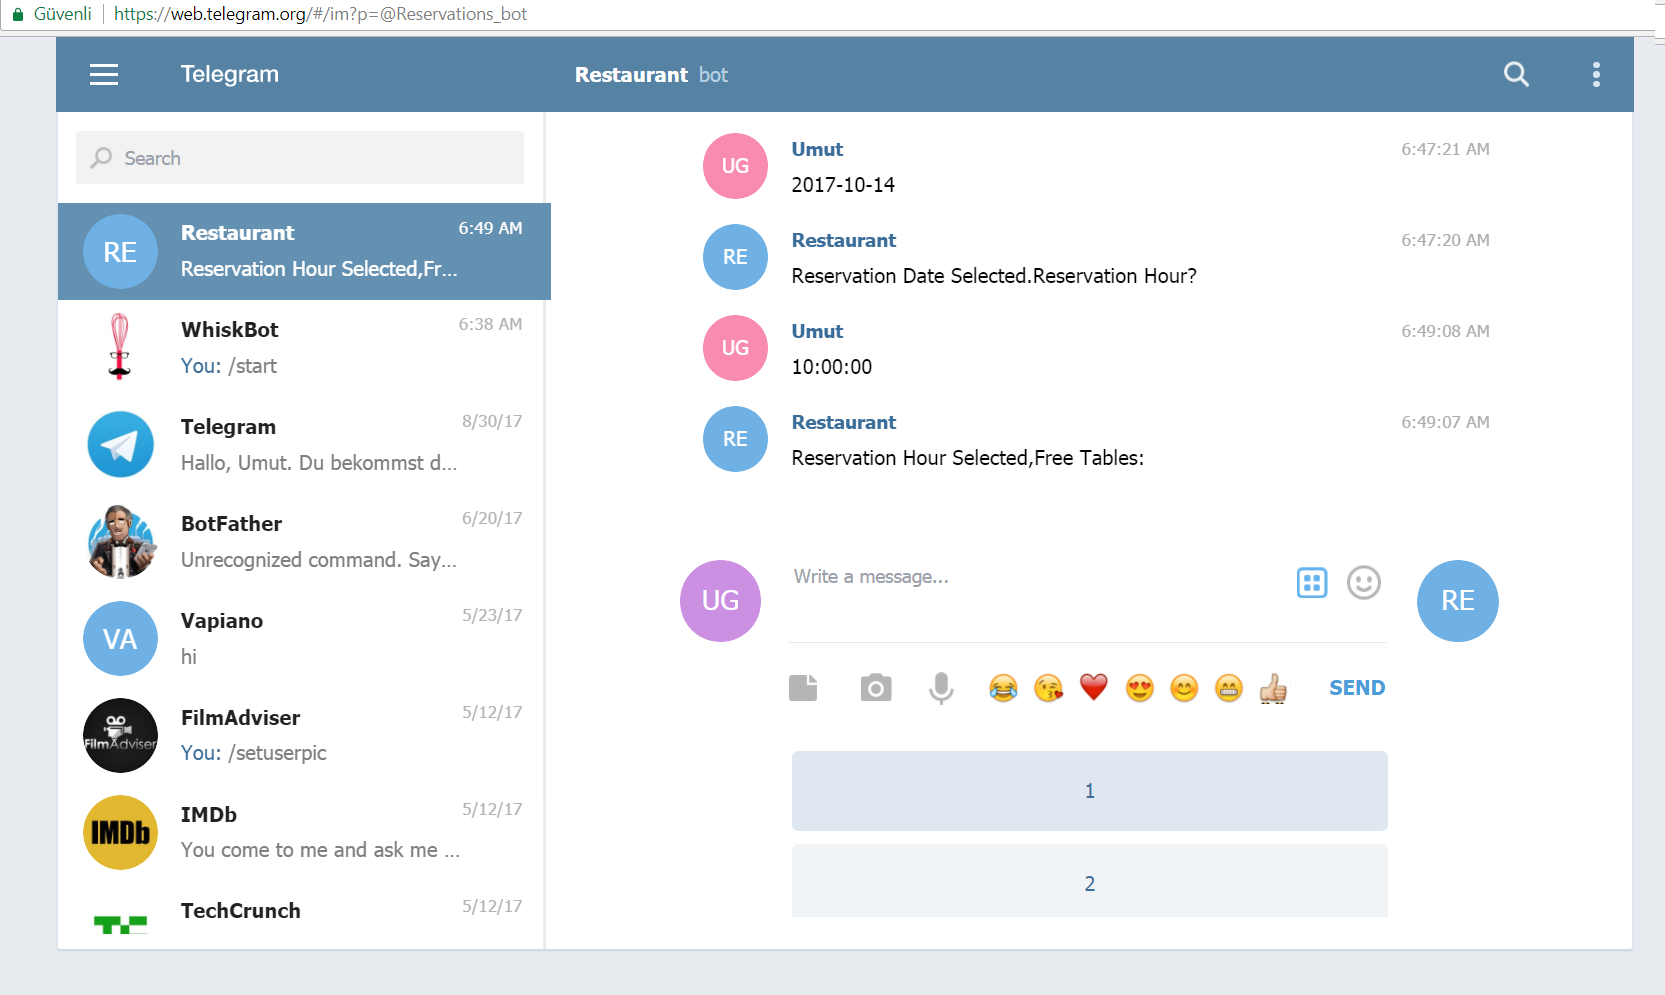 Güvenli https://web.telegram.org/#/im?p=@Reservations_bot
Telegram
Restaurant bot
Search
RE
Restaurant 6:49 AM
Reservation Hour Selected,Fr...
WhiskBot 6:38 AM
You: /start
Telegram 8/30/17
Hallo, Umut. Du bekommst d...
BotFather 6/20/17
Unrecognized command. Say...
VA
Vapiano 5/23/17
hi
FilmAdviser
FilmAdviser 5/12/17
You: /setuserpic
IMDb
IMDb 5/12/17
You come to me and ask me ...
TechCrunch 5/12/17
UG
Umut 6:47:21 AM
2017-10-14
RE
Restaurant 6:47:20 AM
Reservation Date Selected.Reservation Hour?
UG
Umut 6:49:08 AM
10:00:00
RE
Restaurant 6:49:07 AM
Reservation Hour Selected,Free Tables:
UG
Write a message...
RE
SEND
1
2